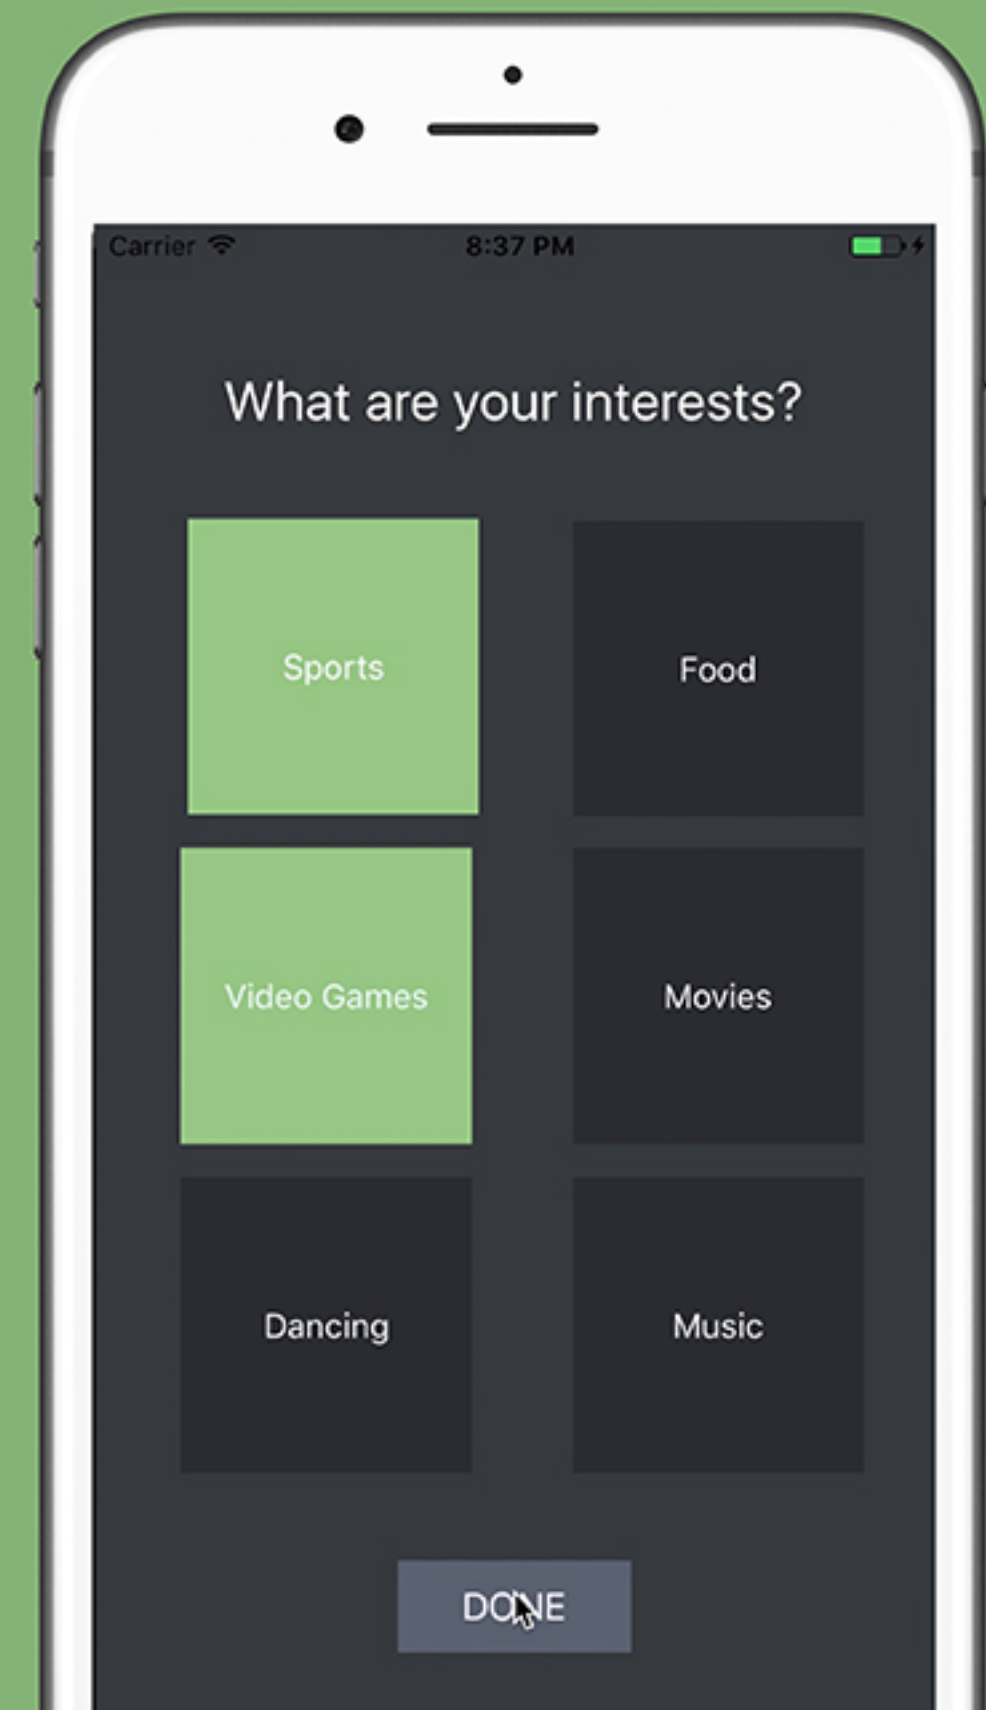 Carrier 8:37 PM
What are your interests?
Sports Food
Video Games Movies
Dancing Music
DONE